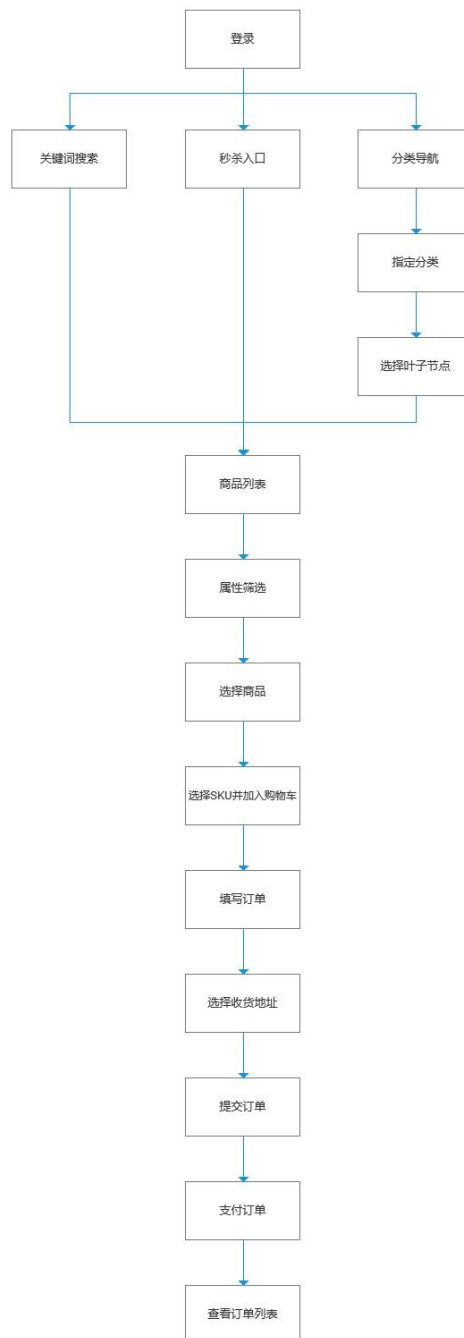 登录
关键词搜索
秒杀入口
分类导航
指定分类
选择叶子节点
商品列表
属性筛选
选择商品
选择SKU并加入购物车
填写订单
选择收货地址
提交订单
支付订单
查看订单列表